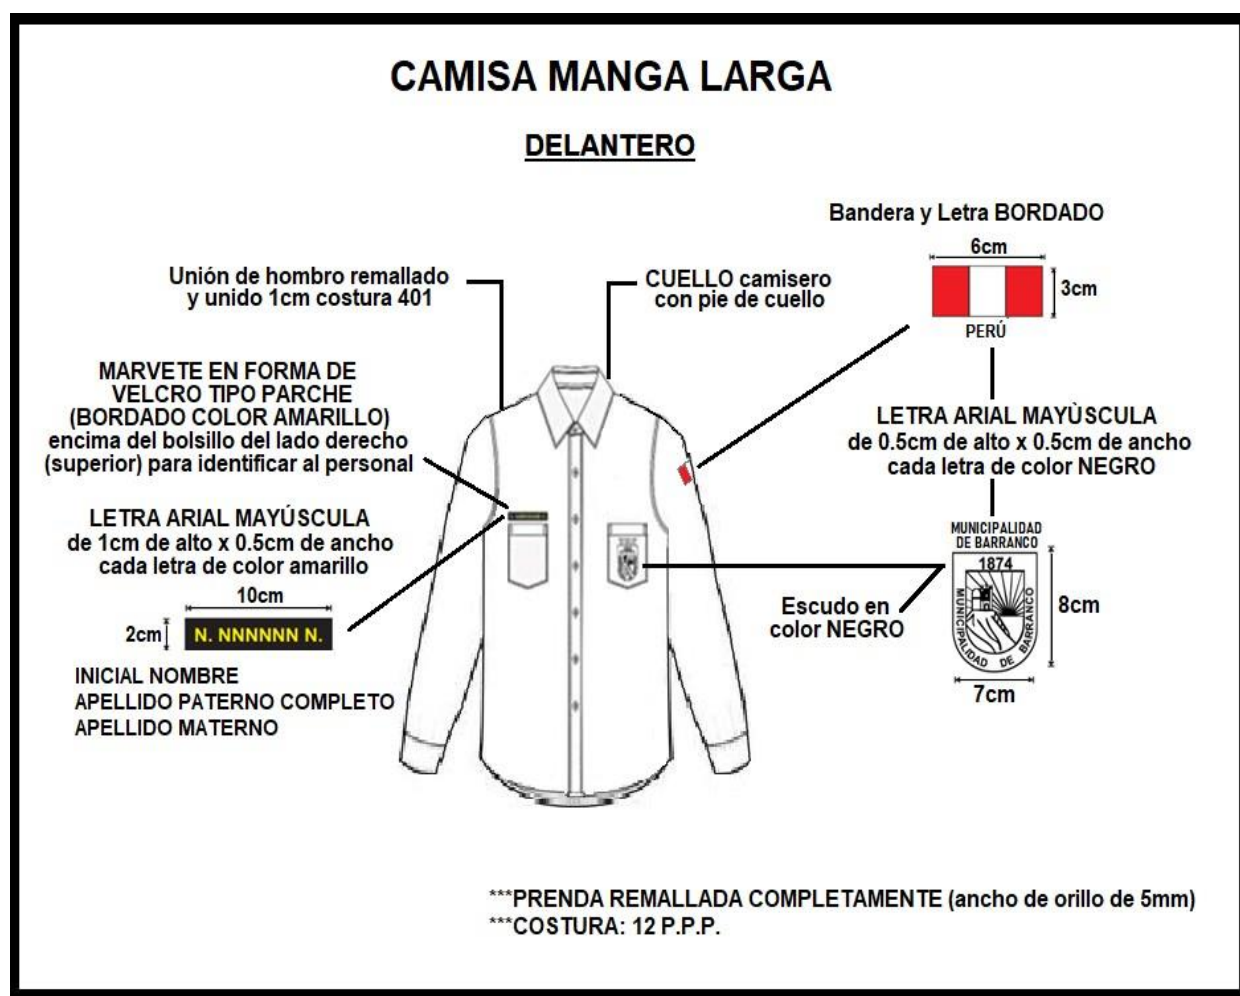 CAMISA MANGA LARGA
DELANTERO
Bandera y Letra BORDADO
6cm
3cm
PERÚ
Unión de hombro remallado
y unido 1cm costura 401
CUELLO camisero
con pie de cuello
MARVETE EN FORMA DE
VELCRO TIPO PARCHE
(BORDADO COLOR AMARILLO)
encima del bolsillo del lado derecho
(superior) para identificar al personal
LETRA ARIAL MAYÙSCULA
de 0.5cm de alto x 0.5cm de ancho
cada letra de color NEGRO
LETRA ARIAL MAYÚSCULA
de 1cm de alto x 0.5cm de ancho
cada letra de color amarillo
10cm
2cm
N. NNNNNN N.
INICIAL NOMBRE
APELLIDO PATERNO COMPLETO
APELLIDO MATERNO
MUNICIPALIDAD
DE BARRANCO
1874
MUNICIPALIDAD DE BARRANCO
8cm
7cm
Escudo en
color NEGRO
***PRENDA REMALLADA COMPLETAMENTE (ancho de orillo de 5mm)
***COSTURA: 12 P.P.P.